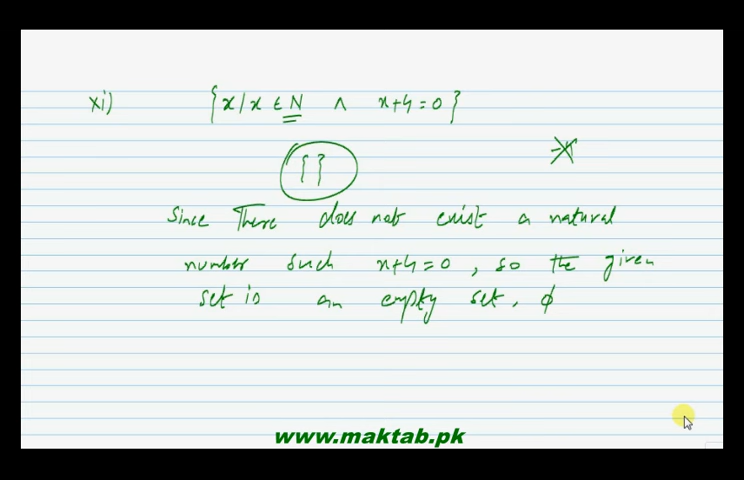 xi) {x/x ∈ N ∧ x+4=0}
{ }
Since There does not exist a natural
number such x+4=0, so the given
set is an empty set. φ
www.maktab.pk